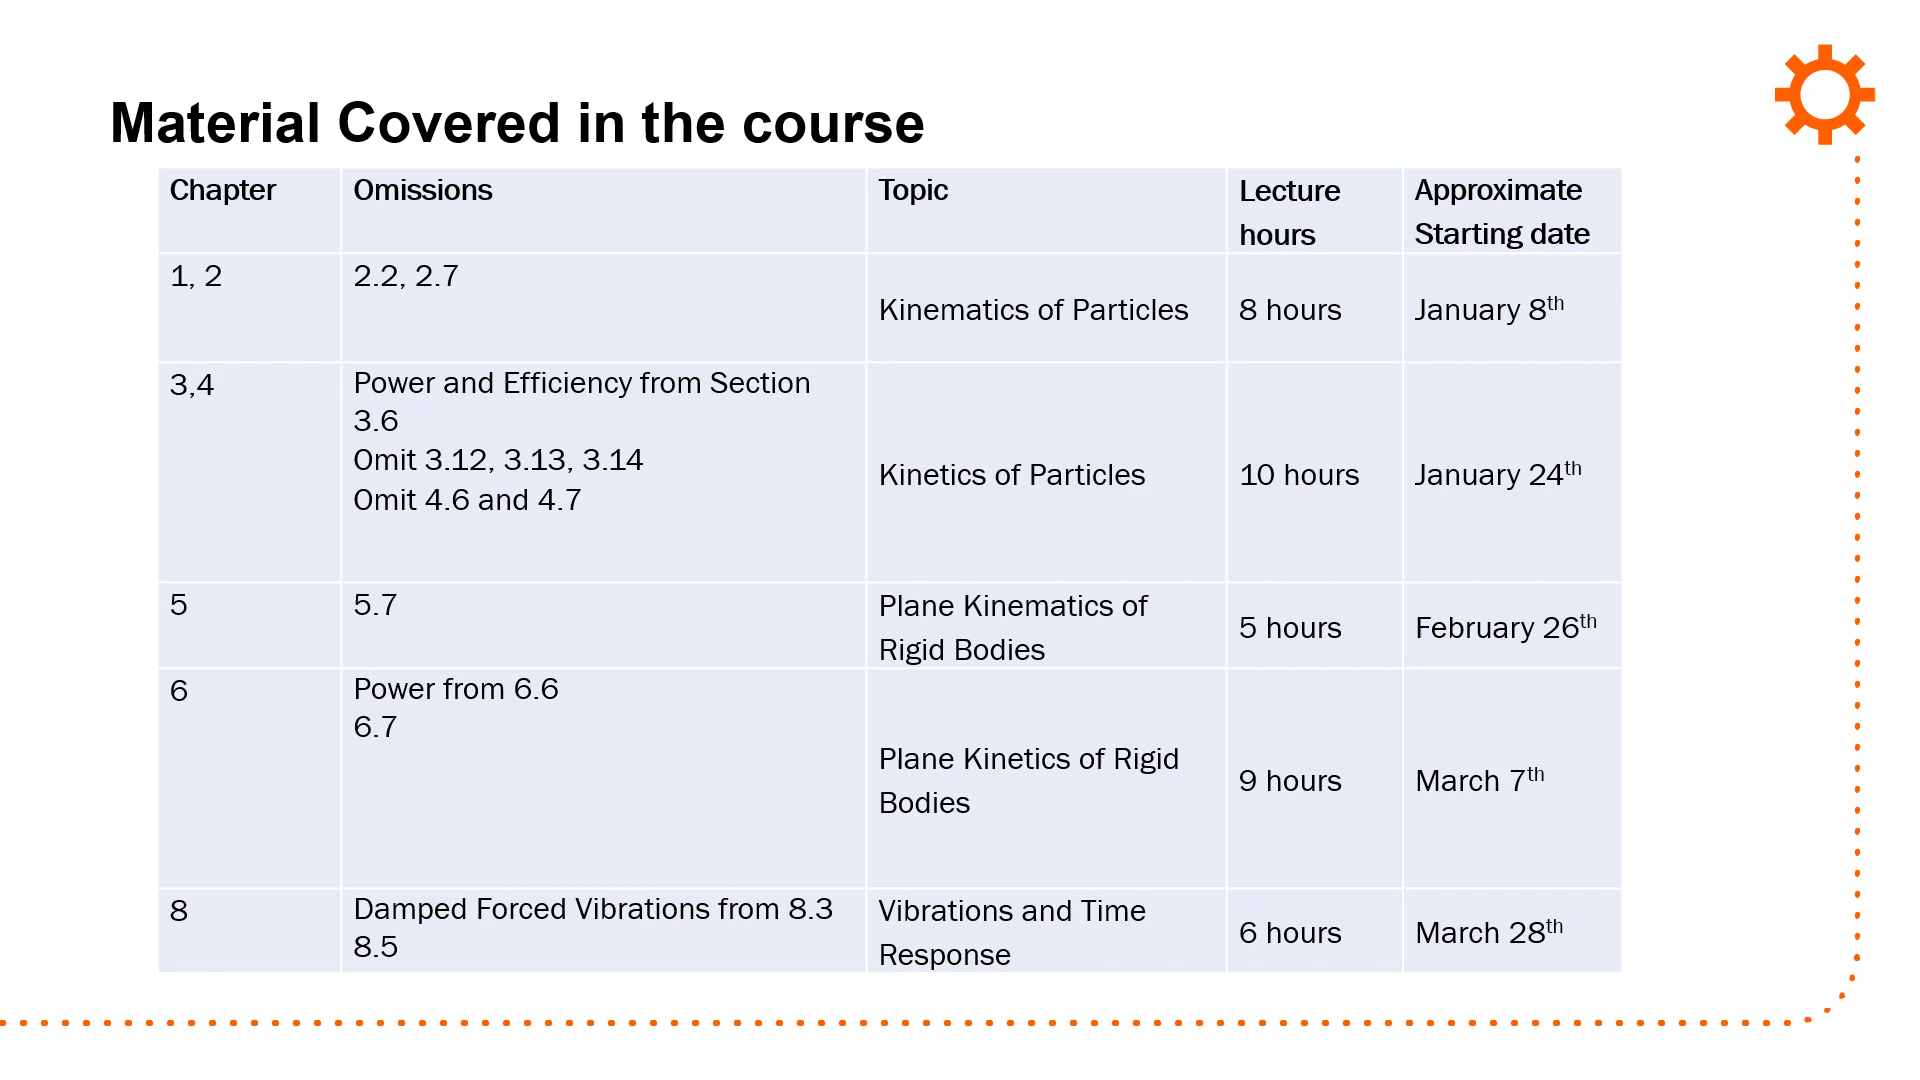 Material Covered in the course
Chapter
Omissions
Topic
Lecture
hours
Approximate
Starting date
1, 2
2.2, 2.7
Kinematics of Particles
8 hours
January 8th
3,4
Power and Efficiency from Section
3.6
Omit 3.12, 3.13, 3.14
Omit 4.6 and 4.7
Kinetics of Particles
10 hours
January 24th
5
5.7
Plane Kinematics of
Rigid Bodies
5 hours
February 26th
6
Power from 6.6
6.7
Plane Kinetics of Rigid
Bodies
9 hours
March 7th
8
Damped Forced Vibrations from 8.3
8.5
Vibrations and Time
Response
6 hours
March 28th